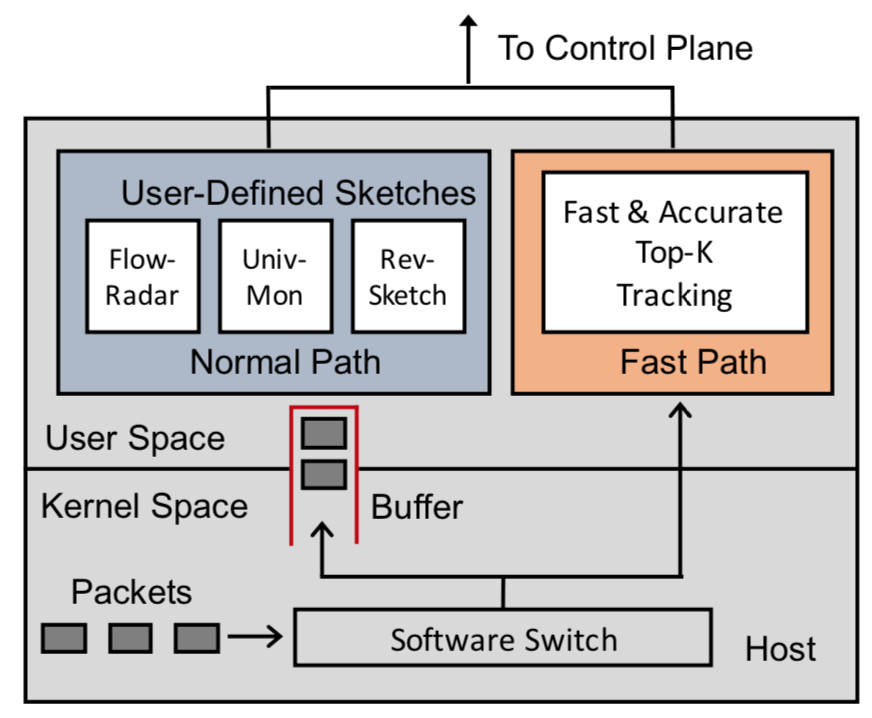 To Control Plane
User-Defined Sketches
Flow-
Radar
Univ-
Mon
Rev-
Sketch
Normal Path
Fast & Accurate
Top-K
Tracking
Fast Path
User Space
Kernel Space
Buffer
Packets
Software Switch
Host